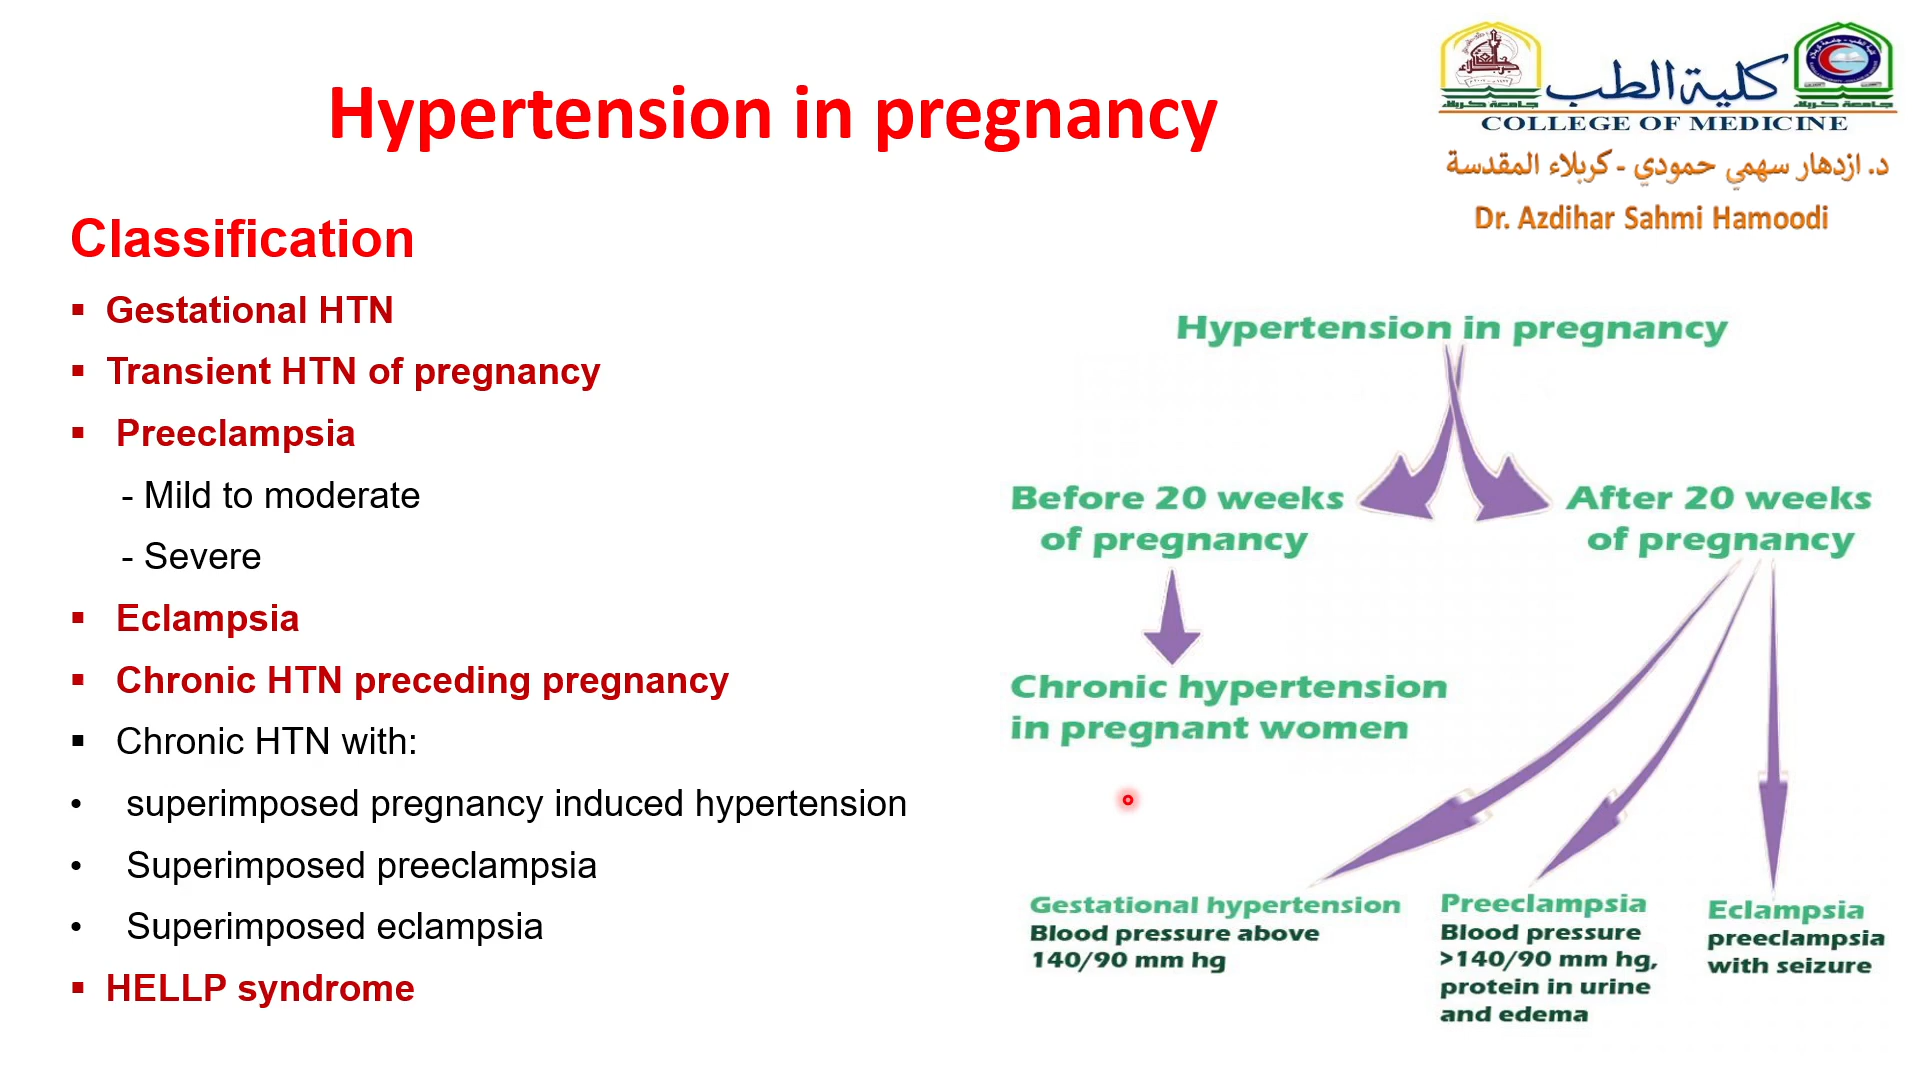 Hypertension in pregnancy
كلية الطب
جامعة كربلاء
COLLEGE OF MEDICINE
د. ازدهار سهمي حمودي - كربلاء المقدسة
Dr. Azdihar Sahmi Hamoodi
Classification
▪ Gestational HTN
▪ Transient HTN of pregnancy
▪ Preeclampsia
- Mild to moderate
- Severe
▪ Eclampsia
▪ Chronic HTN preceding pregnancy
▪ Chronic HTN with:
• superimposed pregnancy induced hypertension
• Superimposed preeclampsia
• Superimposed eclampsia
▪ HELLP syndrome
Hypertension in pregnancy
Before 20 weeks
of pregnancy
After 20 weeks
of pregnancy
Chronic hypertension
in pregnant women
Gestational hypertension
Blood pressure above
140/90 mm hg
Preeclampsia
Blood pressure
>140/90 mm hg,
protein in urine
and edema
Eclampsia
preeclampsia
with seizure